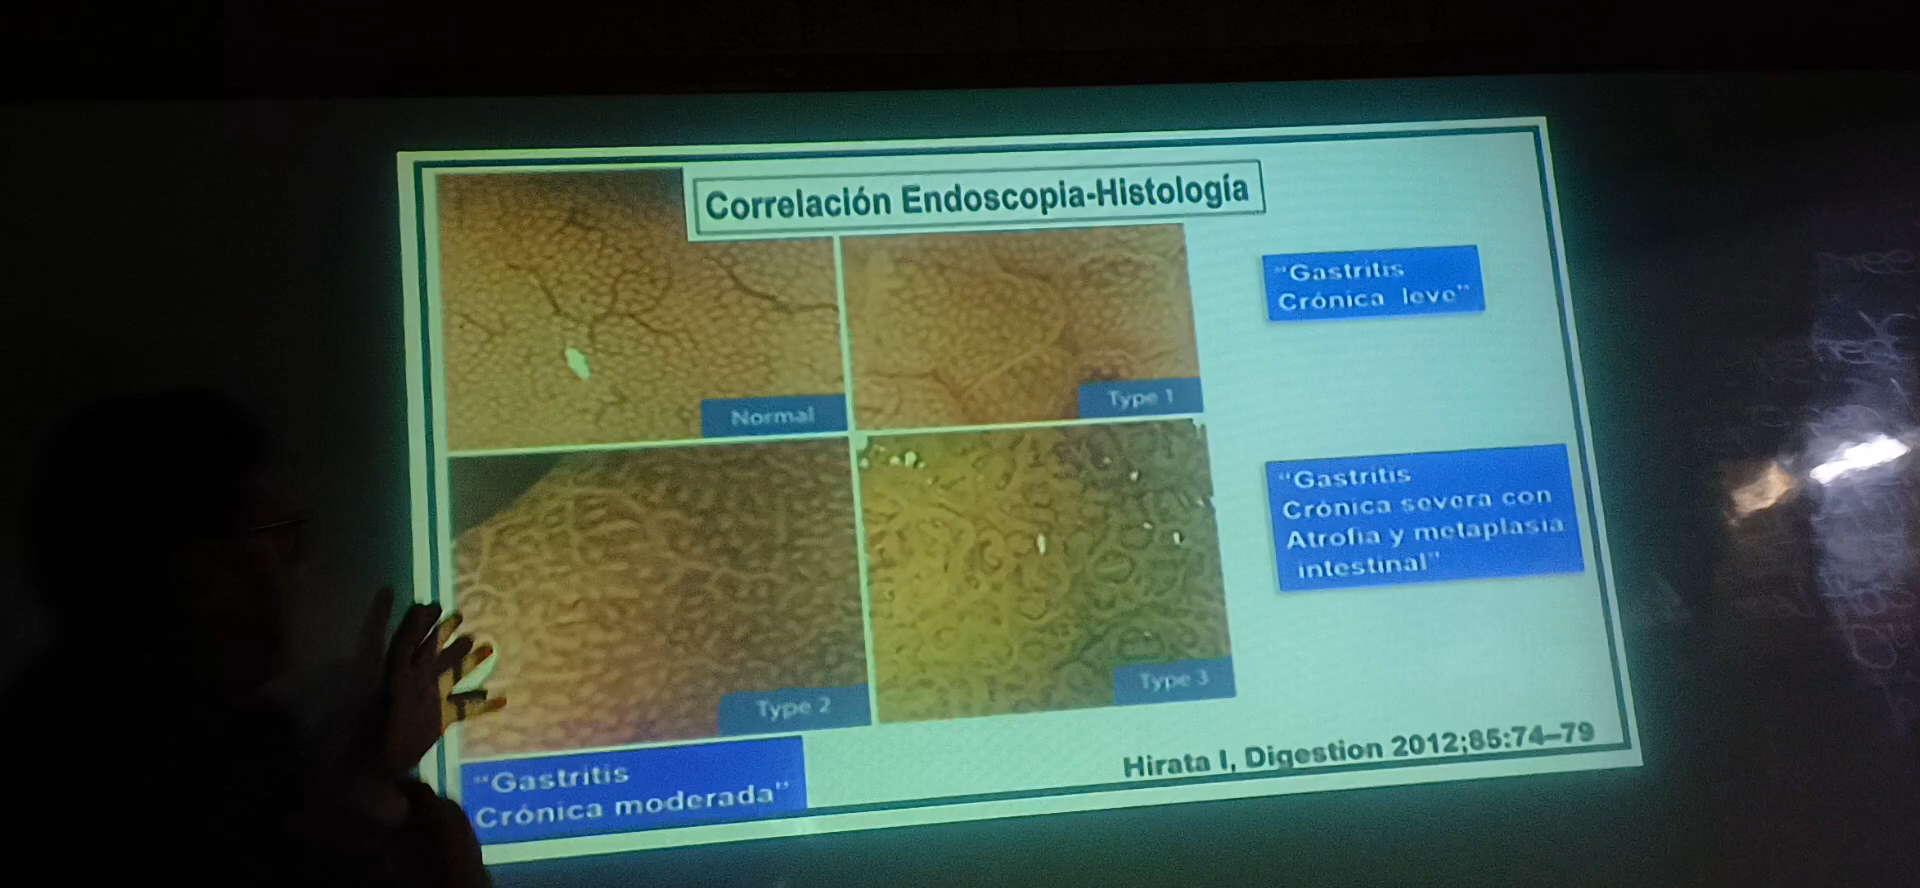 Correlación Endoscopia-Histología
"Gastritis
Crónica leve"
Normal
Type 1
"Gastritis
Crónica severa con
Atrofia y metaplasia
intestinal"
Type 2
Type 3
"Gastritis
Crónica moderada"
Hirata I, Digestion 2012;85:74–79